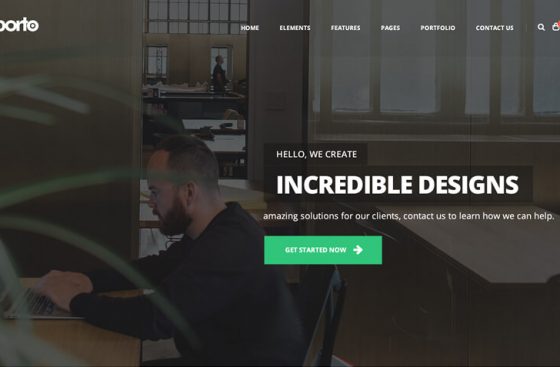 porto
HOME ELEMENTS FEATURES PAGES PORTFOLIO CONTACT US
HELLO, WE CREATE
INCREDIBLE DESIGNS
amazing solutions for our clients, contact us to learn how we can help.
GET STARTED NOW